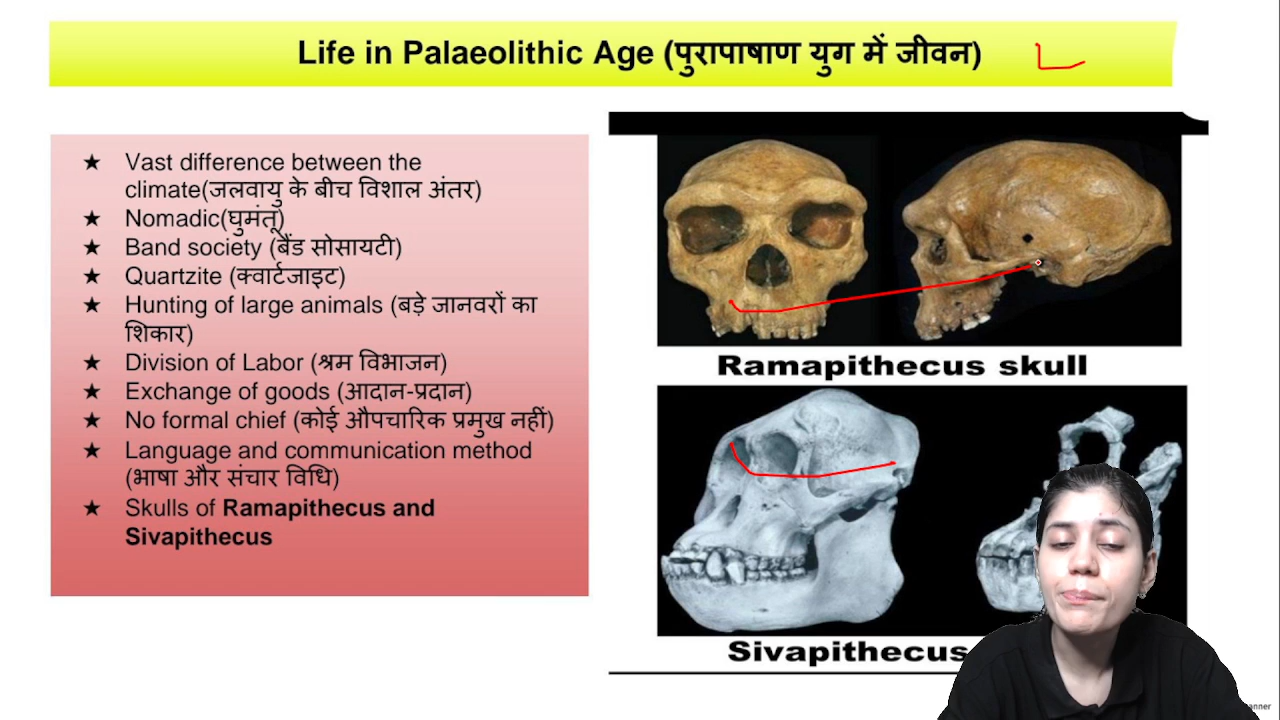 Life in Palaeolithic Age (पुरापाषाण युग में जीवन)
★ Vast difference between the
climate(जलवायु के बीच विशाल अंतर)
★ Nomadic(घुमंतू)
★ Band society (बैंड सोसायटी)
★ Quartzite (क्वार्टजाइट)
★ Hunting of large animals (बड़े जानवरों का
शिकार)
★ Division of Labor (श्रम विभाजन)
★ Exchange of goods (आदान-प्रदान)
★ No formal chief (कोई औपचारिक प्रमुख नहीं)
★ Language and communication method
(भाषा और संचार विधि)
★ Skulls of Ramapithecus and
Sivapithecus
Ramapithecus skull
Sivapithecus